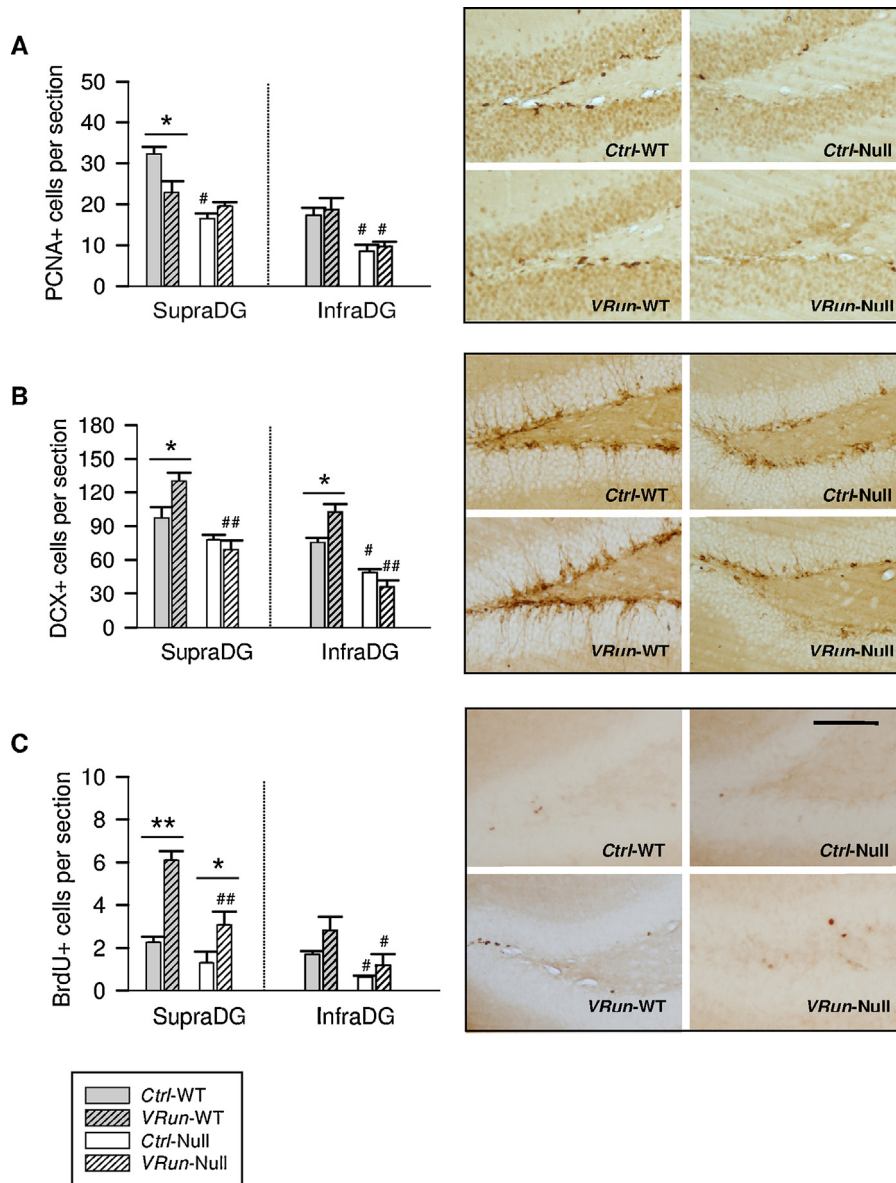 A
PCNA+ cells per section
50
40
30
20
10
0
*
#
# #
SupraDG
InfraDG
Ctrl-WT
Ctrl-Null
VRun-WT
VRun-Null
B
DCX+ cells per section
180
150
120
90
60
30
0
*
##
*
#
##
SupraDG
InfraDG
Ctrl-WT
Ctrl-Null
VRun-WT
VRun-Null
C
BrdU+ cells per section
10
8
6
4
2
0
**
*
##
#
#
SupraDG
InfraDG
Ctrl-WT
Ctrl-Null
VRun-WT
VRun-Null
Ctrl-WT
VRun-WT
Ctrl-Null
VRun-Null